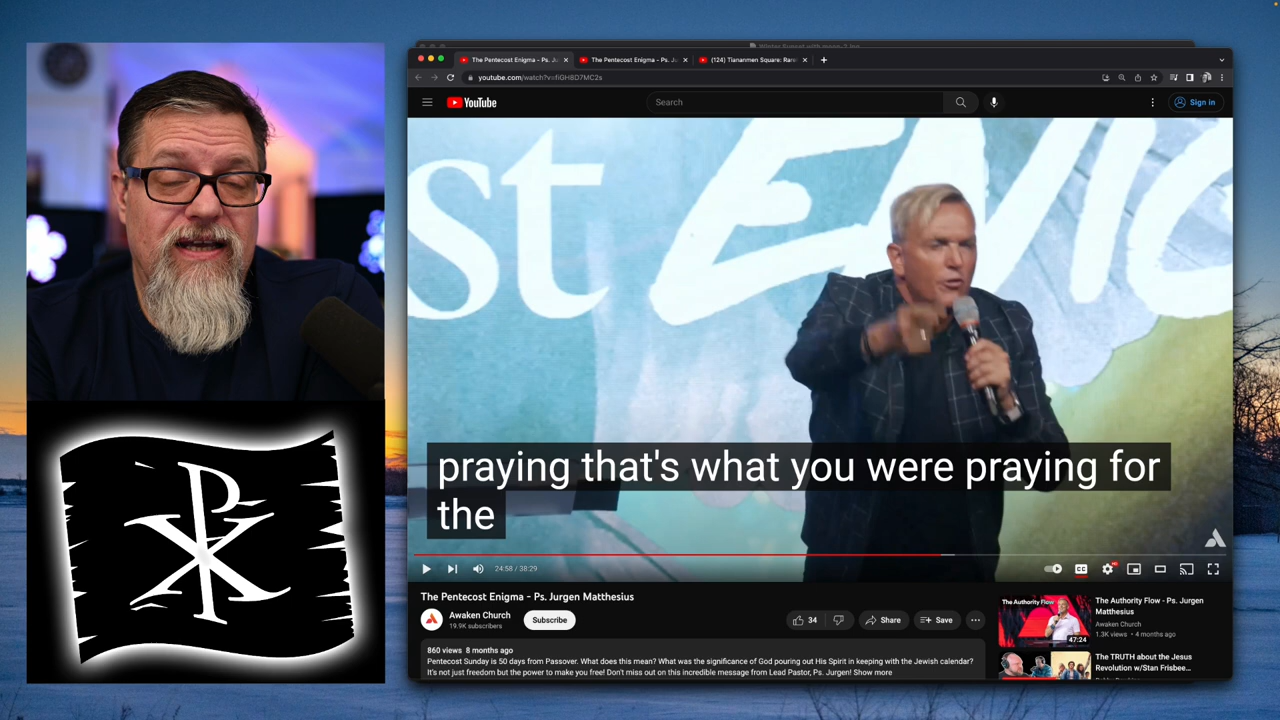 The Pentecost Enigma - Ps. Ju
The Pentecost Enigma - Ps. J
(124) Tiananmen Square: Rare
youtube.com/watch?v=fiGH8D7MC2s
YouTube
Search
Sign in
st ENIG
praying that's what you were praying for
the
24:58 / 38:29
CC
The Pentecost Enigma - Ps. Jurgen Matthesius
Awaken Church
19.9K subscribers
Subscribe
34
Share
Save
860 views 8 months ago
Pentecost Sunday is 50 days from Passover. What does this mean? What was the significance of God pouring out His Spirit in keeping with the Jewish calendar?
It's not just freedom but the power to make you free! Don't miss out on this incredible message from Lead Pastor, Ps. Jurgen! Show more
The Authority Flow
47:24
The Authority Flow - Ps. Jurgen
Matthesius
Awaken Church
1.3K views • 4 months ago
The TRUTH about the Jesus
Revolution w/Stan Frisbee...